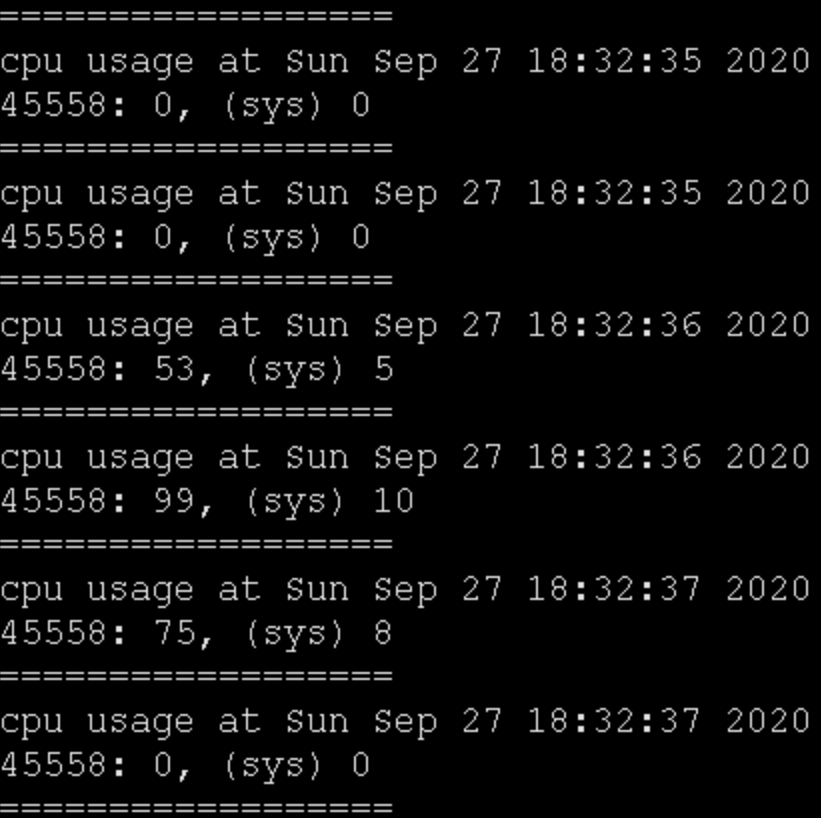 ==================
cpu usage at Sun Sep 27 18:32:35 2020
45558: 0, (sys) 0
==================
cpu usage at Sun Sep 27 18:32:35 2020
45558: 0, (sys) 0
==================
cpu usage at Sun Sep 27 18:32:36 2020
45558: 53, (sys) 5
==================
cpu usage at Sun Sep 27 18:32:36 2020
45558: 99, (sys) 10
==================
cpu usage at Sun Sep 27 18:32:37 2020
45558: 75, (sys) 8
==================
cpu usage at Sun Sep 27 18:32:37 2020
45558: 0, (sys) 0
==================